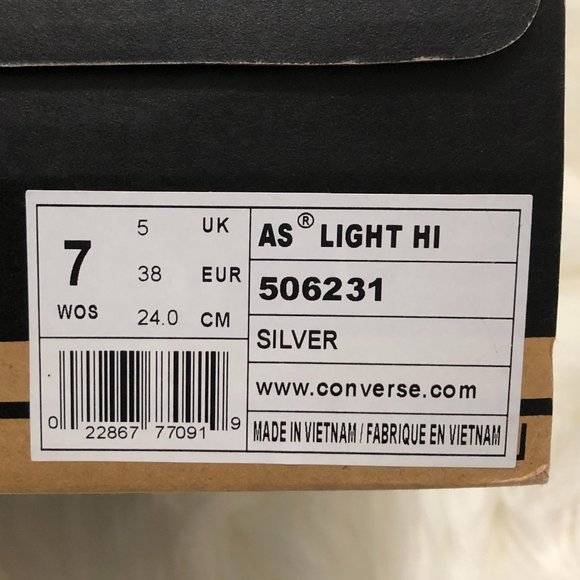 7
WOS
5 UK
38 EUR
24.0 CM
0 22867 77091 9
AS® LIGHT HI
506231
SILVER
www.converse.com
MADE IN VIETNAM / FABRIQUE EN VIETNAM